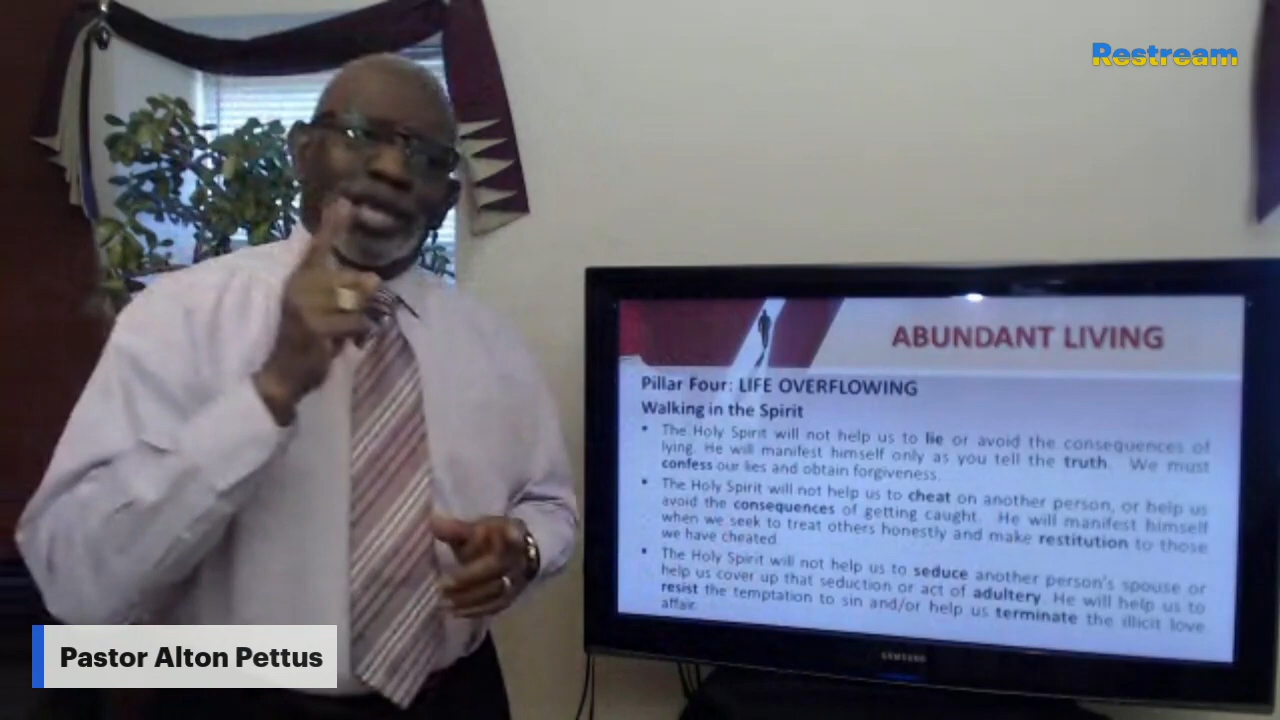 Restream
ABUNDANT LIVING
Pillar Four: LIFE OVERFLOWING
Walking in the Spirit
• The Holy Spirit will not help us to lie or avoid the consequences of
lying. He will manifest himself only as you tell the truth. We must
confess our lies and obtain forgiveness.
• The Holy Spirit will not help us to cheat on another person, or help us
avoid the consequences of getting caught. He will manifest himself
when we seek to treat others honestly and make restitution to those
we have cheated.
• The Holy Spirit will not help us to seduce another person's spouse or
help us cover up that seduction or act of adultery. He will help us to
resist the temptation to sin and/or help us terminate the illicit love
affair.
SAMSUNG
Pastor Alton Pettus